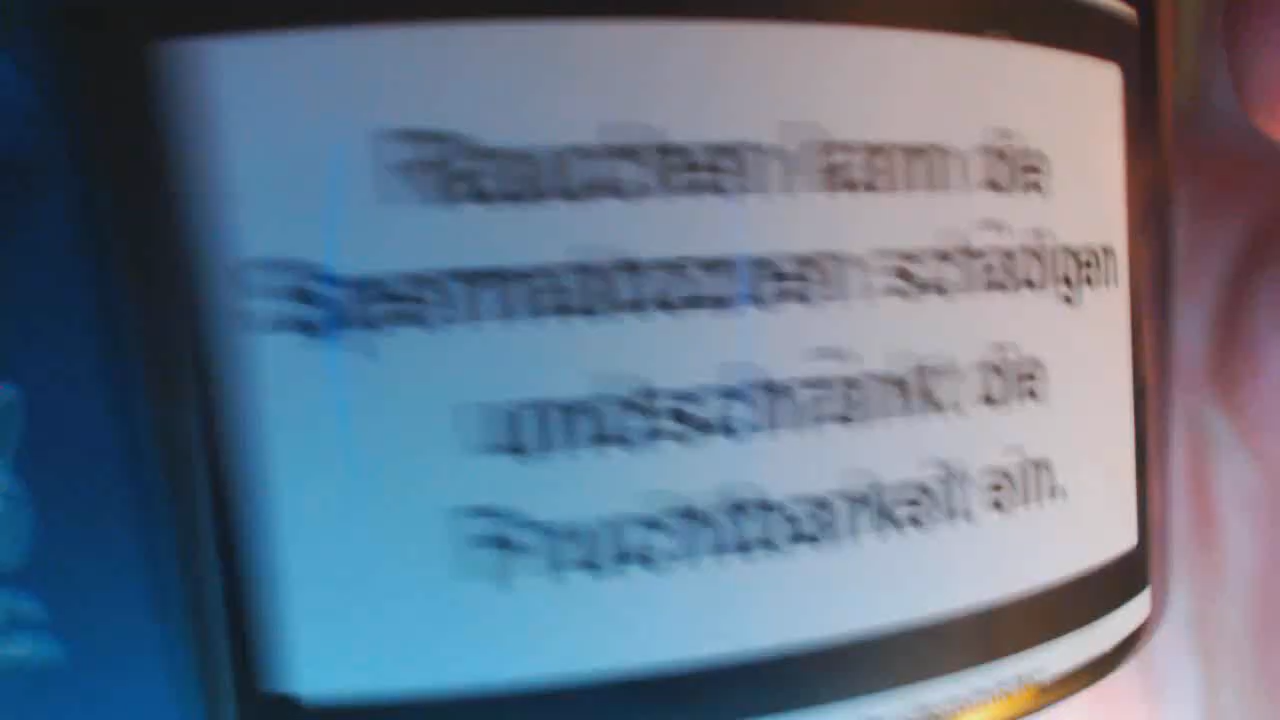 Rauchen kann die
Spermatozoen schädigen
und schränkt die
Fruchtbarkeit ein.